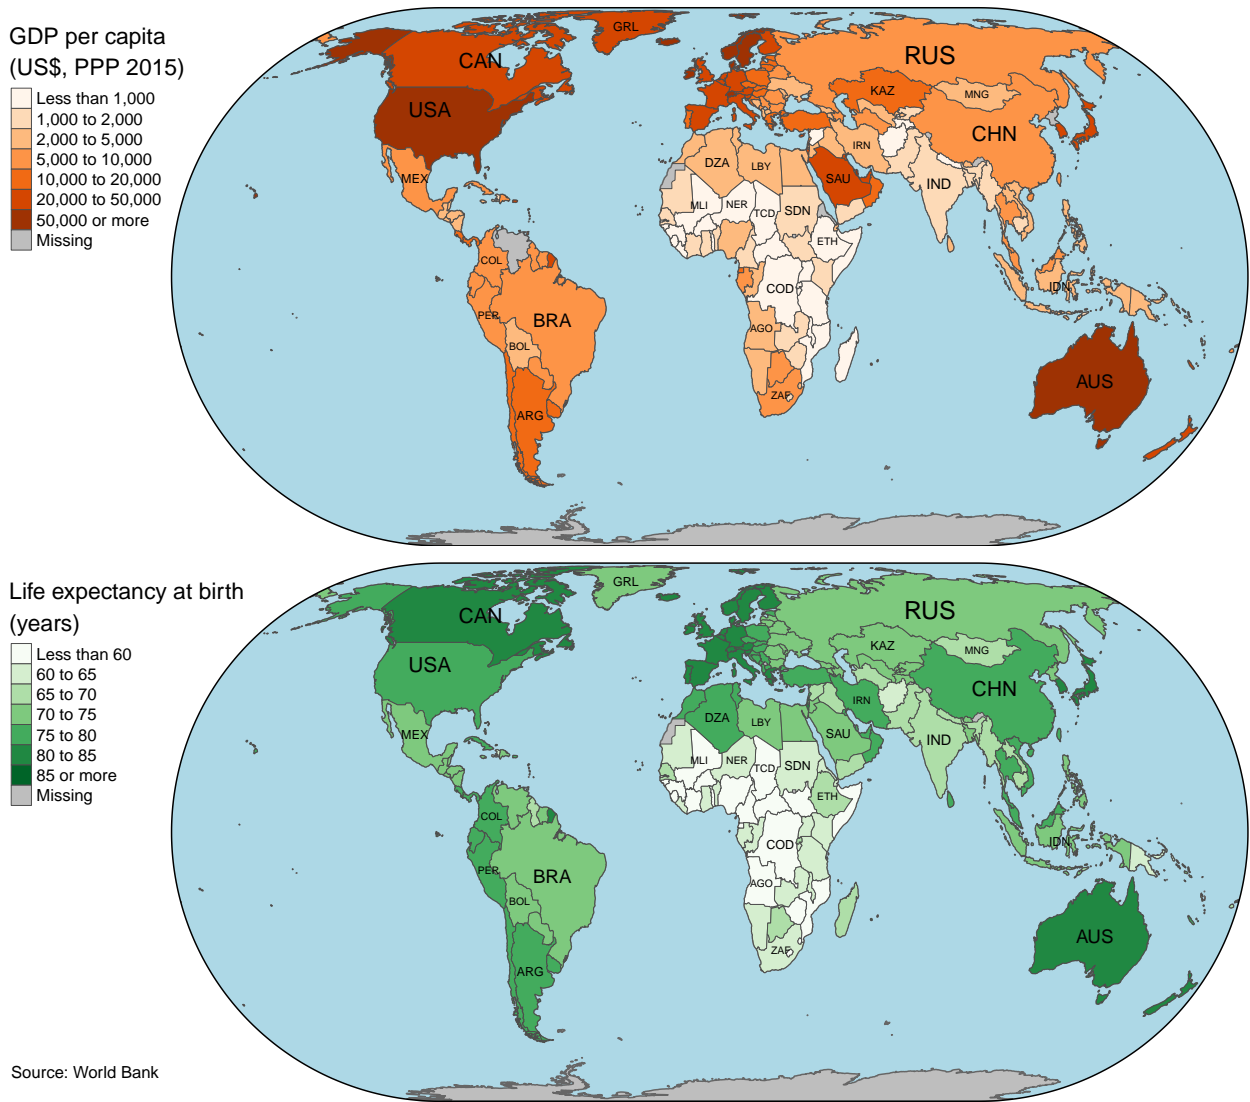 GDP per capita
(US$, PPP 2015)
Less than 1,000
1,000 to 2,000
2,000 to 5,000
5,000 to 10,000
10,000 to 20,000
20,000 to 50,000
50,000 or more
Missing
GRL
CAN
RUS
USA
KAZ
MNG
CHN
IRN
MEX
DZA
LBY
SAU
IND
MLI
NER
TCD
SDN
ETH
COL
COD
IDN
PER
BRA
AGO
BOL
AUS
ZAF
ARG
Life expectancy at birth
(years)
Less than 60
60 to 65
65 to 70
70 to 75
75 to 80
80 to 85
85 or more
Missing
GRL
CAN
RUS
USA
KAZ
MNG
CHN
IRN
MEX
DZA
LBY
SAU
IND
MLI
NER
TCD
SDN
ETH
COL
COD
IDN
PER
BRA
AGO
BOL
AUS
ZAF
ARG
Source: World Bank